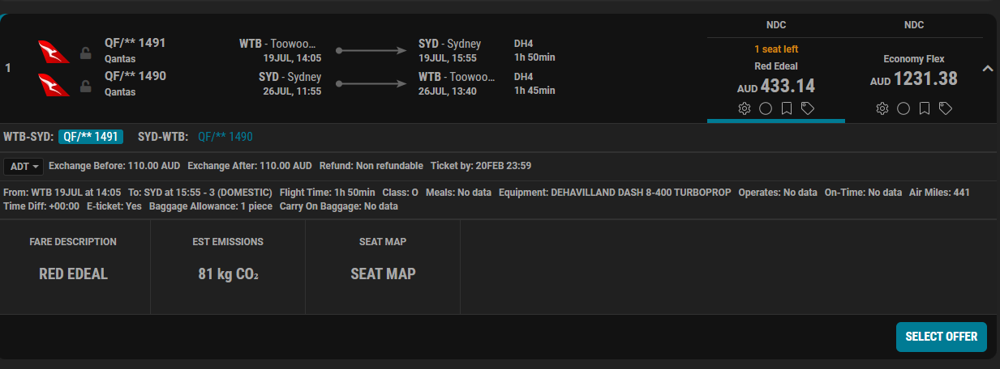 NDC NDC
1 QF/** 1491 WTB - Toowoo... SYD - Sydney DH4 1 seat left
Qantas 19JUL, 14:05 19JUL, 15:55 1h 50min Red Edeal Economy Flex
QF/** 1490 SYD - Sydney WTB - Toowoo... DH4 AUD 433.14 AUD 1231.38
Qantas 26JUL, 11:55 26JUL, 13:40 1h 45min
WTB-SYD: QF/** 1491 SYD-WTB: QF/** 1490
ADT Exchange Before: 110.00 AUD Exchange After: 110.00 AUD Refund: Non refundable Ticket by: 20FEB 23:59
From: WTB 19JUL at 14:05 To: SYD at 15:55 - 3 (DOMESTIC) Flight Time: 1h 50min Class: O Meals: No data Equipment: DEHAVILLAND DASH 8-400 TURBOPROP Operates: No data On-Time: No data Air Miles: 441
Time Diff: +00:00 E-ticket: Yes Baggage Allowance: 1 piece Carry On Baggage: No data
FARE DESCRIPTION EST EMISSIONS SEAT MAP
RED EDEAL 81 kg CO₂ SEAT MAP
SELECT OFFER